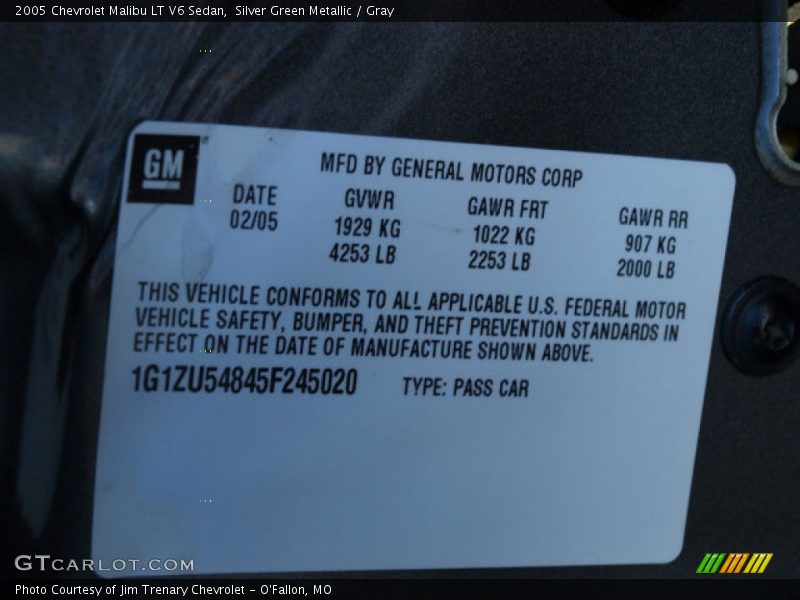 2005 Chevrolet Malibu LT V6 Sedan, Silver Green Metallic / Gray
GM
MFD BY GENERAL MOTORS CORP
DATE GVWR GAWR FRT GAWR RR
02/05 1929 KG 1022 KG 907 KG
4253 LB 2253 LB 2000 LB
THIS VEHICLE CONFORMS TO ALL APPLICABLE U.S. FEDERAL MOTOR
VEHICLE SAFETY, BUMPER, AND THEFT PREVENTION STANDARDS IN
EFFECT ON THE DATE OF MANUFACTURE SHOWN ABOVE.
1G1ZU54845F245020 TYPE: PASS CAR
GTCARLOT.COM
Photo Courtesy of Jim Trenary Chevrolet - O'Fallon, MO